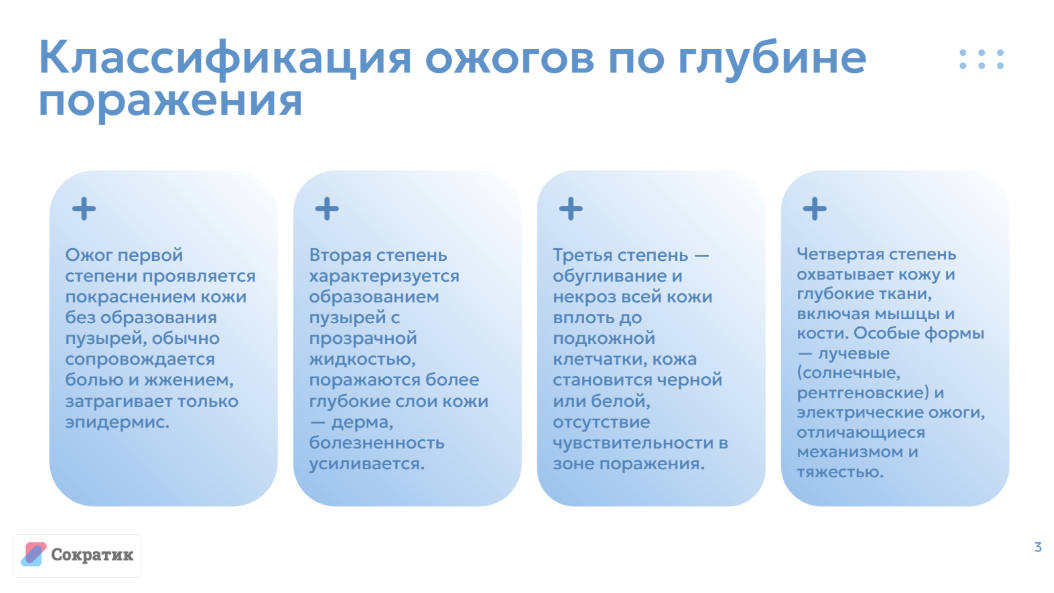 Классификация ожогов по глубине
поражения
Ожог первой
степени проявляется
покраснением кожи
без образования
пузырей, обычно
сопровождается
болью и жжением,
затрагивает только
эпидермис.
Вторая степень
характеризуется
образованием
пузырей с
прозрачной
жидкостью,
поражаются более
глубокие слои кожи
— дерма,
болезненность
усиливается.
Третья степень —
обугливание и
некроз всей кожи
вплоть до
подкожной
клетчатки, кожа
становится черной
или белой,
отсутствие
чувствительности в
зоне поражения.
Четвертая степень
охватывает кожу и
глубокие ткани,
включая мышцы и
кости. Особые формы
— лучевые
(солнечные,
рентгеновские) и
электрические ожоги,
отличающиеся
механизмом и
тяжестью.
Сократик
3